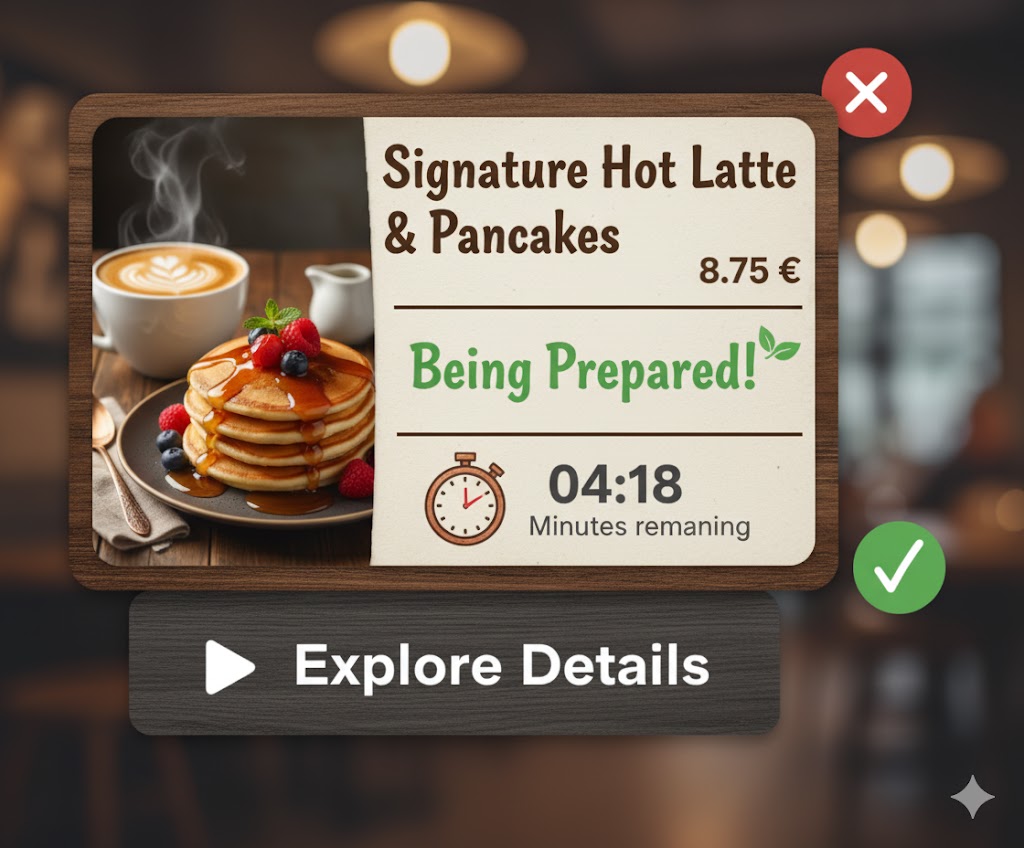 Signature Hot Latte
& Pancakes
8.75 €
Being Prepared!
04:18
Minutes remaning
Explore Details